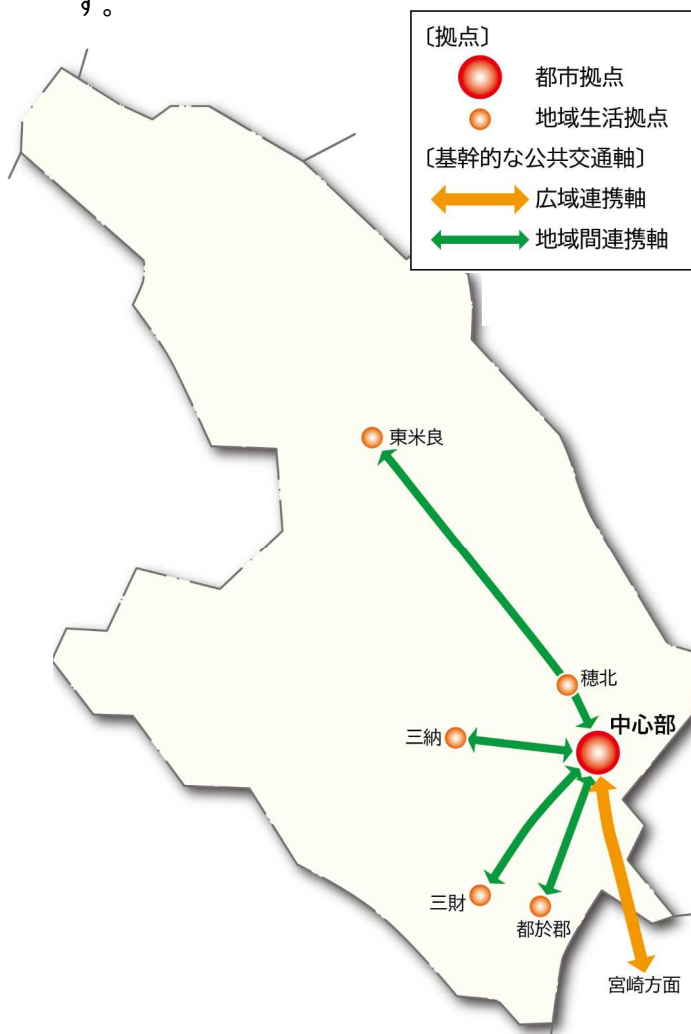 す。
〔拠点〕
都市拠点
地域生活拠点
〔基幹的な公共交通軸〕
広域連携軸
地域間連携軸
東米良
穂北
中心部
三納
三財
都於郡
宮崎方面